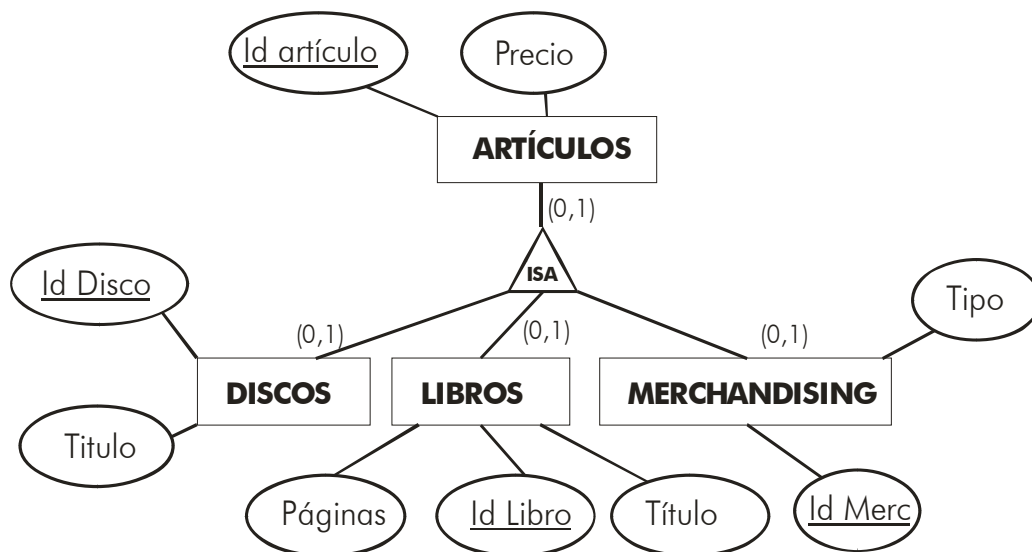 Id artículo
Precio
ARTÍCULOS
(0,1)
ISA
Id Disco
Tipo
(0,1)
(0,1)
(0,1)
DISCOS
LIBROS
MERCHANDISING
Titulo
Páginas
Id Libro
Título
Id Merc